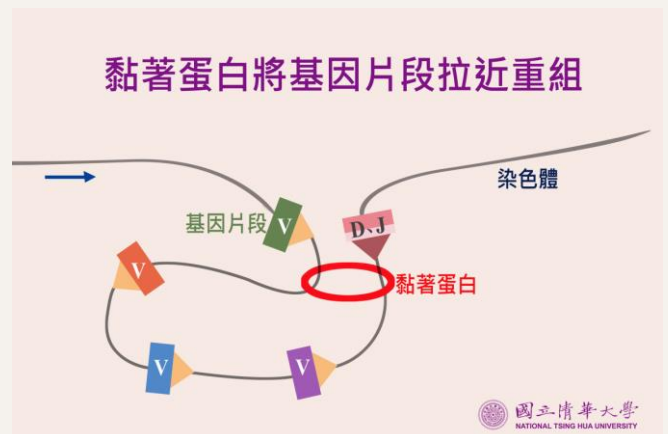 黏著蛋白將基因片段拉近重組
染色體
基因片段
V
D、J
V
黏著蛋白
V
V
國立清華大學
NATIONAL TSING HUA UNIVERSITY